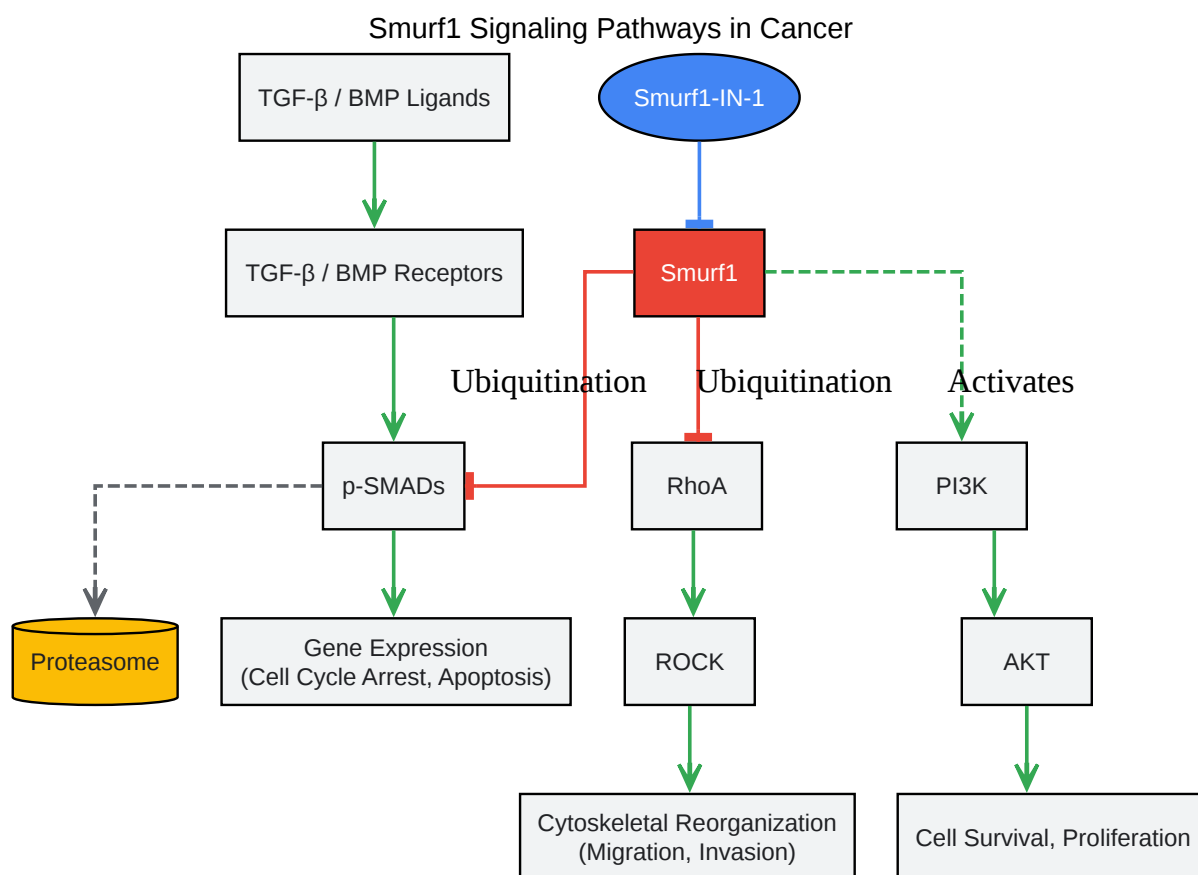 Smurf1 Signaling Pathways in Cancer
TGF-β / BMP Ligands
Smurf1-IN-1
TGF-β / BMP Receptors
Smurf1
Ubiquitination
Ubiquitination
Activates
p-SMADs
RhoA
PI3K
Proteasome
Gene Expression
(Cell Cycle Arrest, Apoptosis)
ROCK
AKT
Cytoskeletal Reorganization
(Migration, Invasion)
Cell Survival, Proliferation